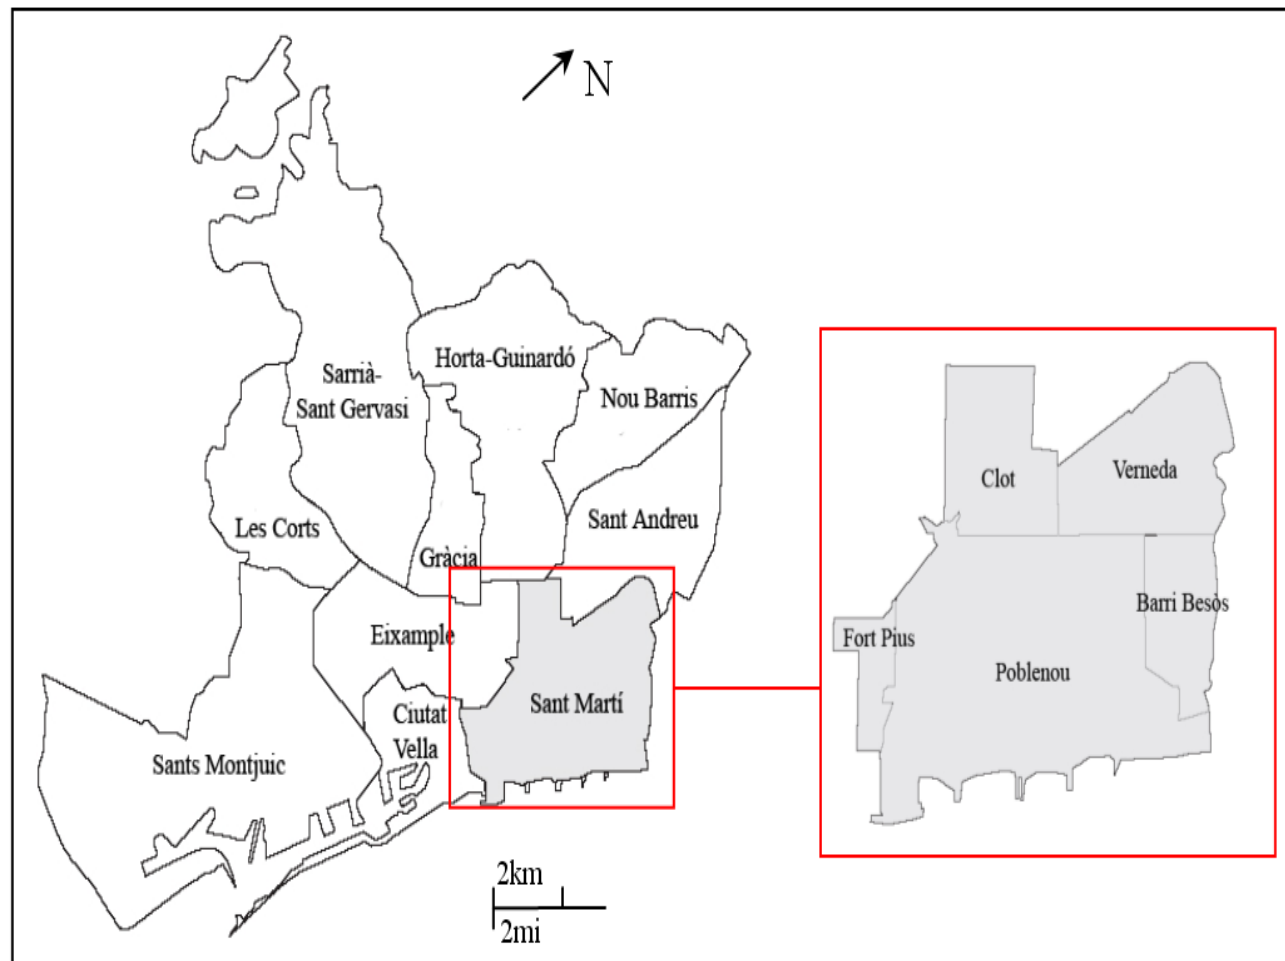 N
Horta-Guinardó
Sarrià-
Sant Gervasi
Nou Barris
Les Corts
Sant Andreu
Gràcia
Eixample
Sant Martí
Ciutat
Vella
Sants Montjuic
2km
2mi
Clot
Verneda
Barri Besòs
Fort Pius
Poblenou